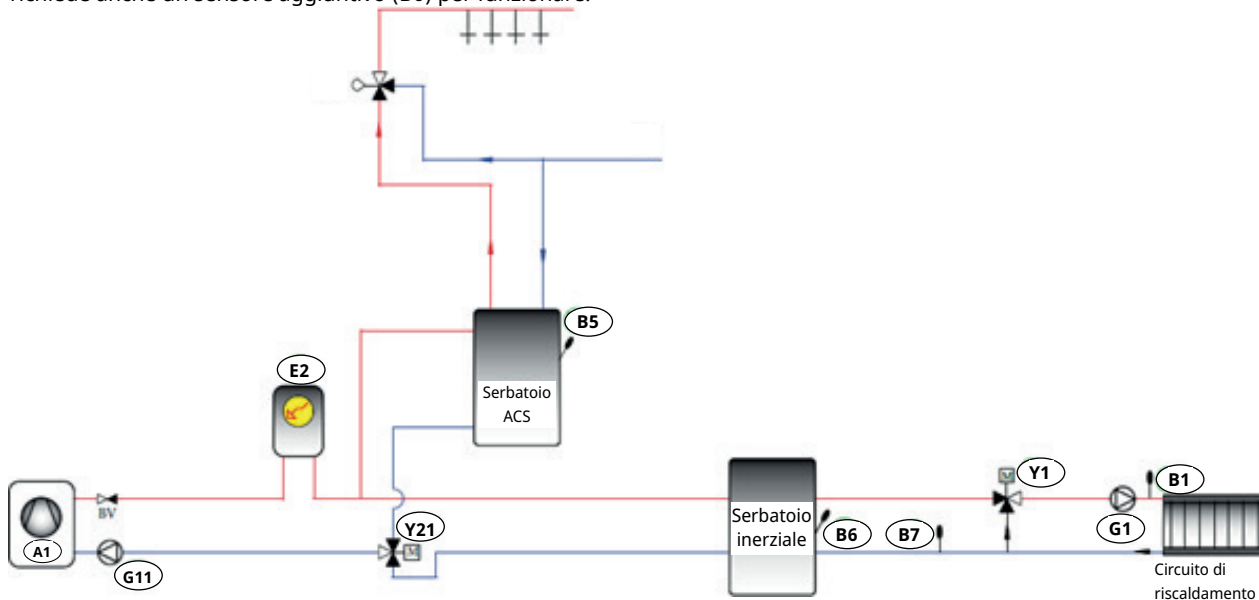 richiede anche un sensore aggiuntivo (B6) per funzionare.
B5
E2
Serbatoio
ACS
Y1
B1
BV
Y21
Serbatoio
inerziale
B6
B7
G1
M
A1
G11
Circuito di
riscaldamento